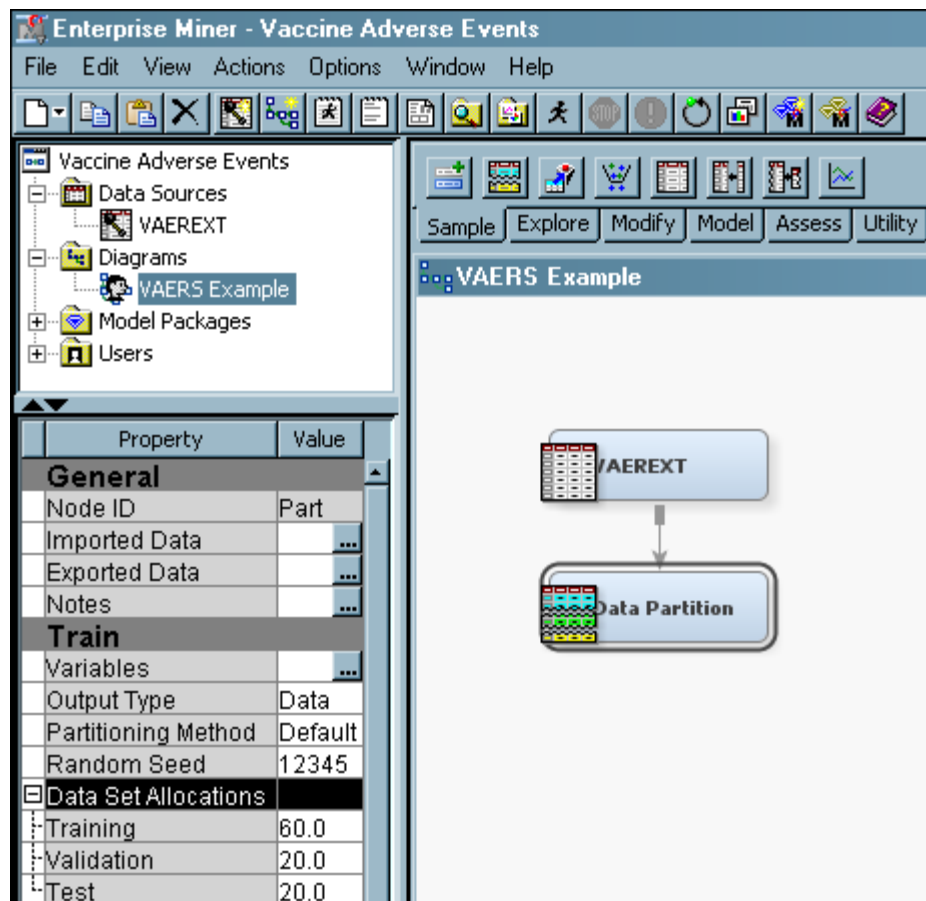 Enterprise Miner - Vaccine Adverse Events
File Edit View Actions Options Window Help
Vaccine Adverse Events
Data Sources
VAEREXT
Diagrams
VAERS Example
Model Packages
Users
Sample Explore Modify Model Assess Utility
VAERS Example
VAEREXT
Data Partition
Property Value
General
Node ID Part
Imported Data ...
Exported Data ...
Notes ...
Train
Variables ...
Output Type Data
Partitioning Method Default
Random Seed 12345
Data Set Allocations
Training 60.0
Validation 20.0
Test 20.0